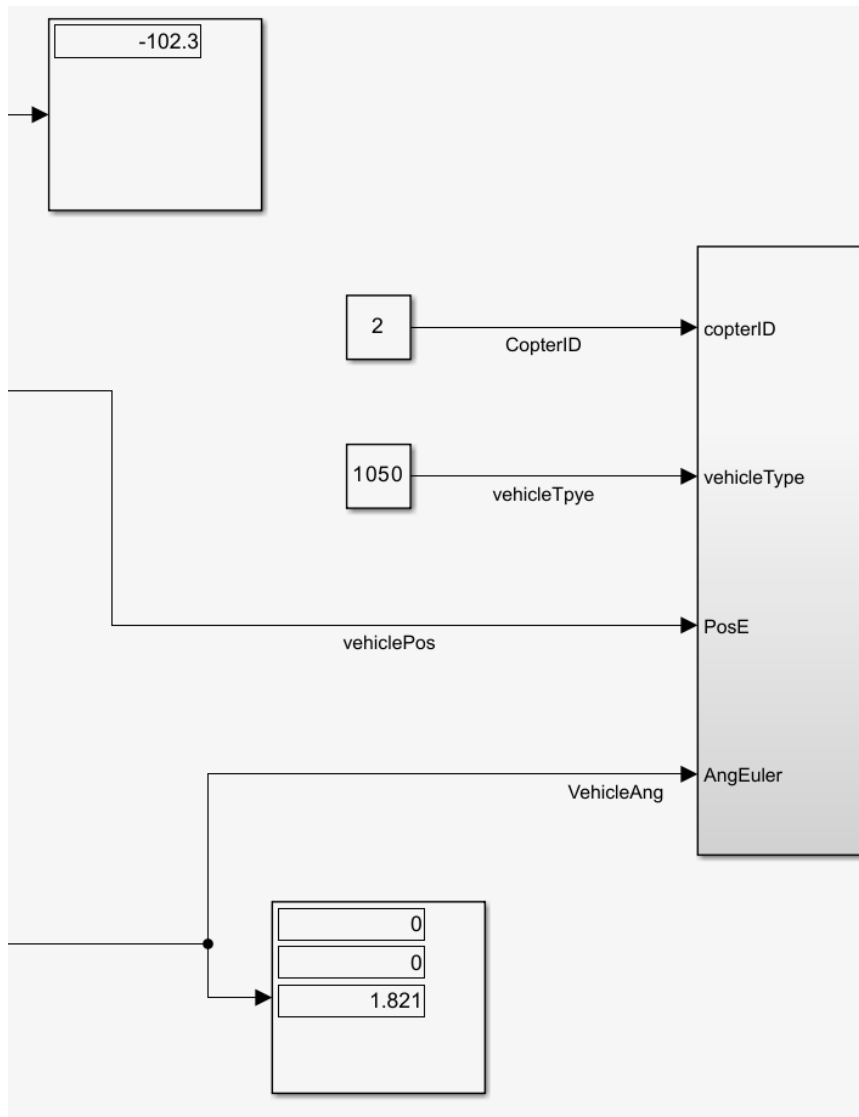 -102.3
2
CopterID
copterID
1050
vehicleTpye
vehicleType
vehiclePos
PosE
VehicleAng
AngEuler
0
0
1.821